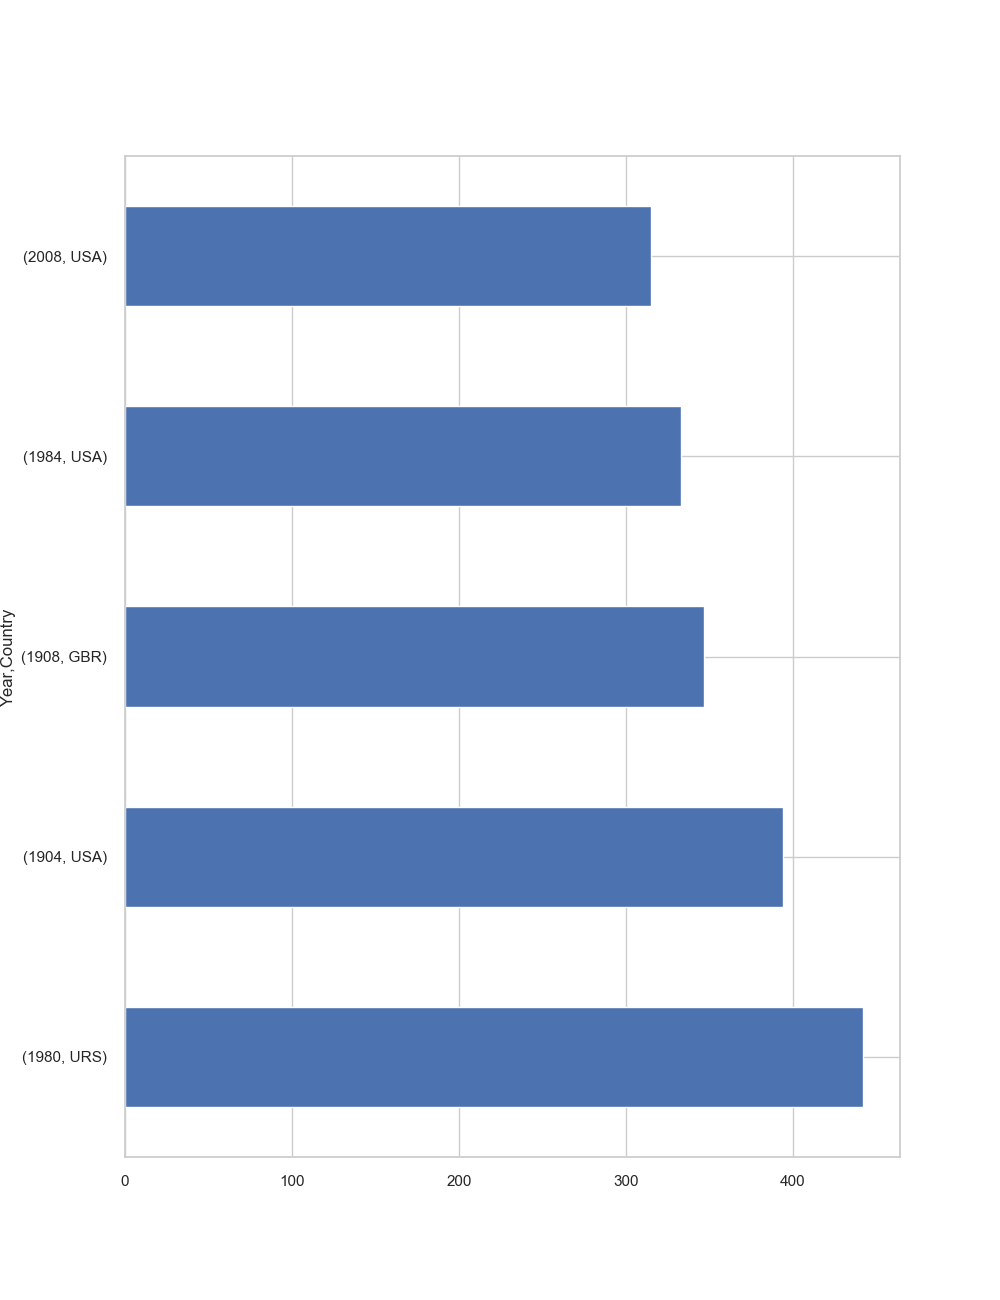 (2008, USA)
(1984, USA)
Year,Country
(1908, GBR)
(1904, USA)
(1980, URS)
0 100 200 300 400